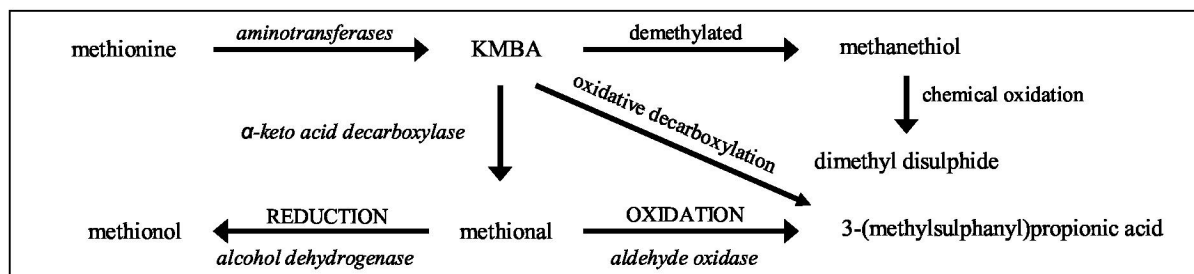 aminotransferases
methionine
KMBA
demethylated
methanethiol
chemical oxidation
α-keto acid decarboxylase
oxidative decarboxylation
dimethyl disulphide
methionol
REDUCTION
alcohol dehydrogenase
methional
OXIDATION
aldehyde oxidase
3-(methylsulphanyl)propionic acid